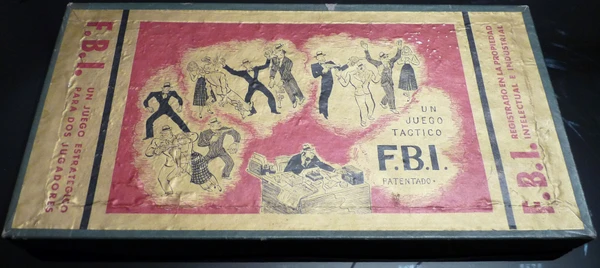 F.B.I.
UN JUEGO ESTRATEGICO
PARA DOS JUGADORES
UN
JUEGO
TACTICO
F.B.I.
PATENTADO
F.B.I.
REGISTRADO EN LA PROPIEDAD
INTELECTUAL E INDUSTRIAL